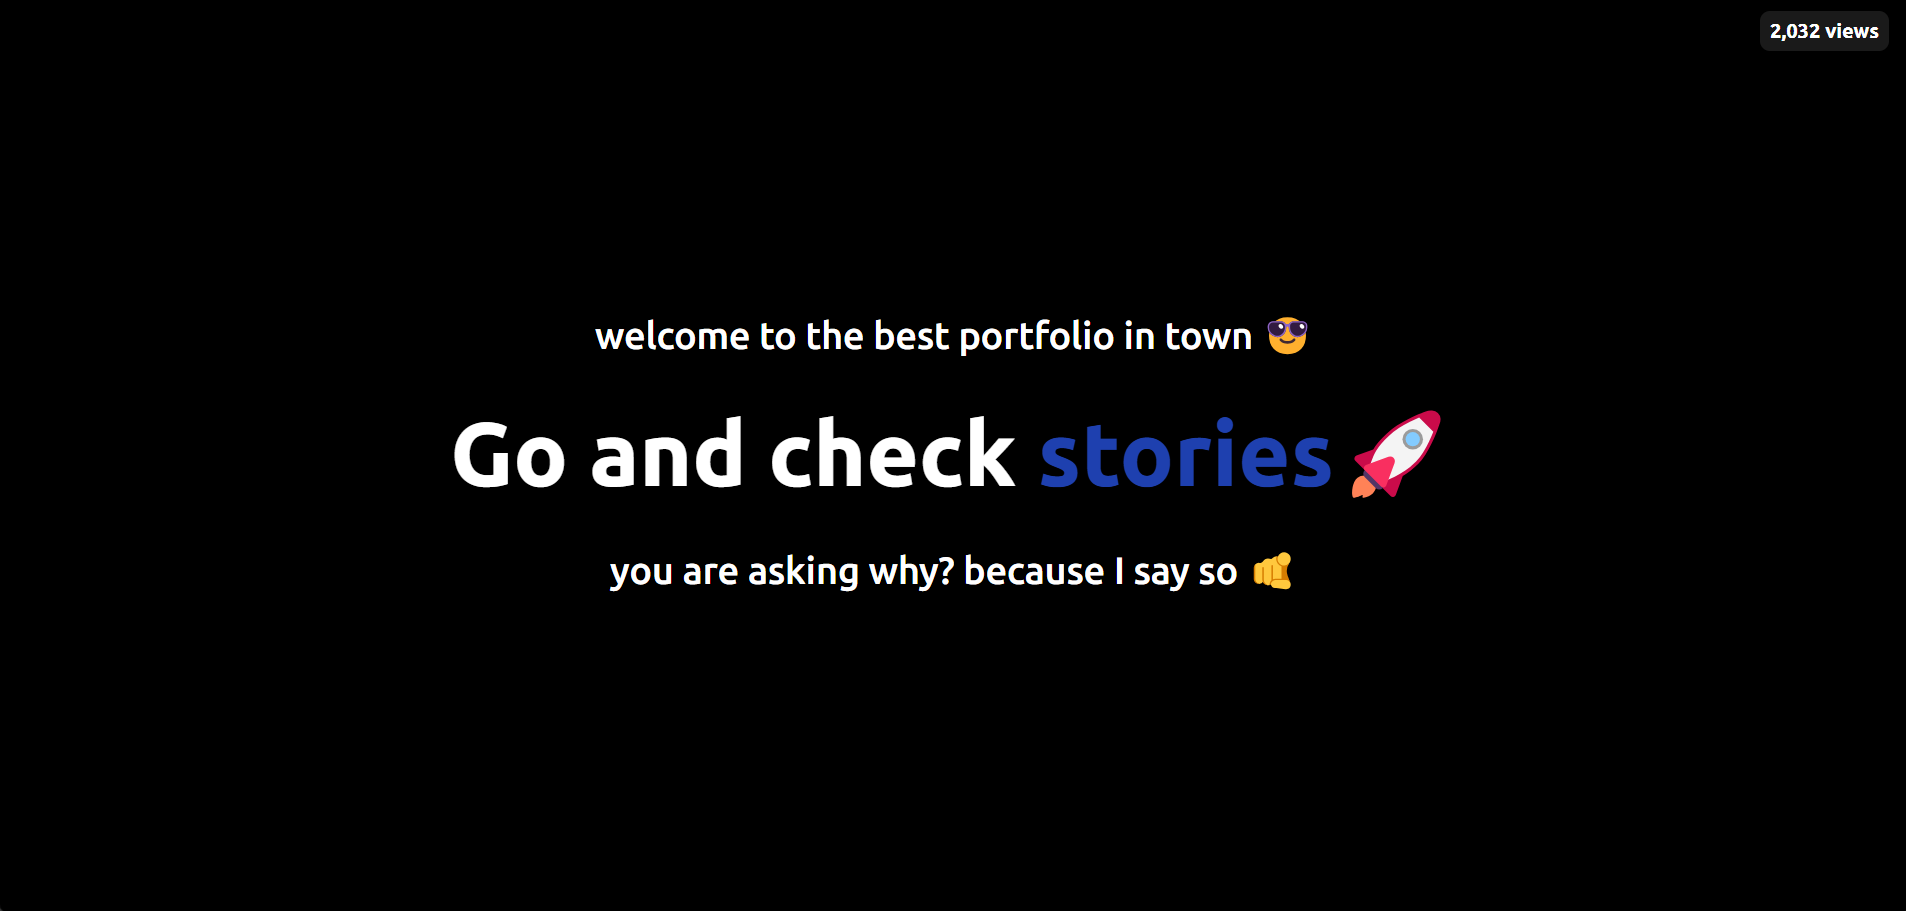 2,032 views
welcome to the best portfolio in town 😎
Go and check stories 🚀
you are asking why? because I say so 🫵